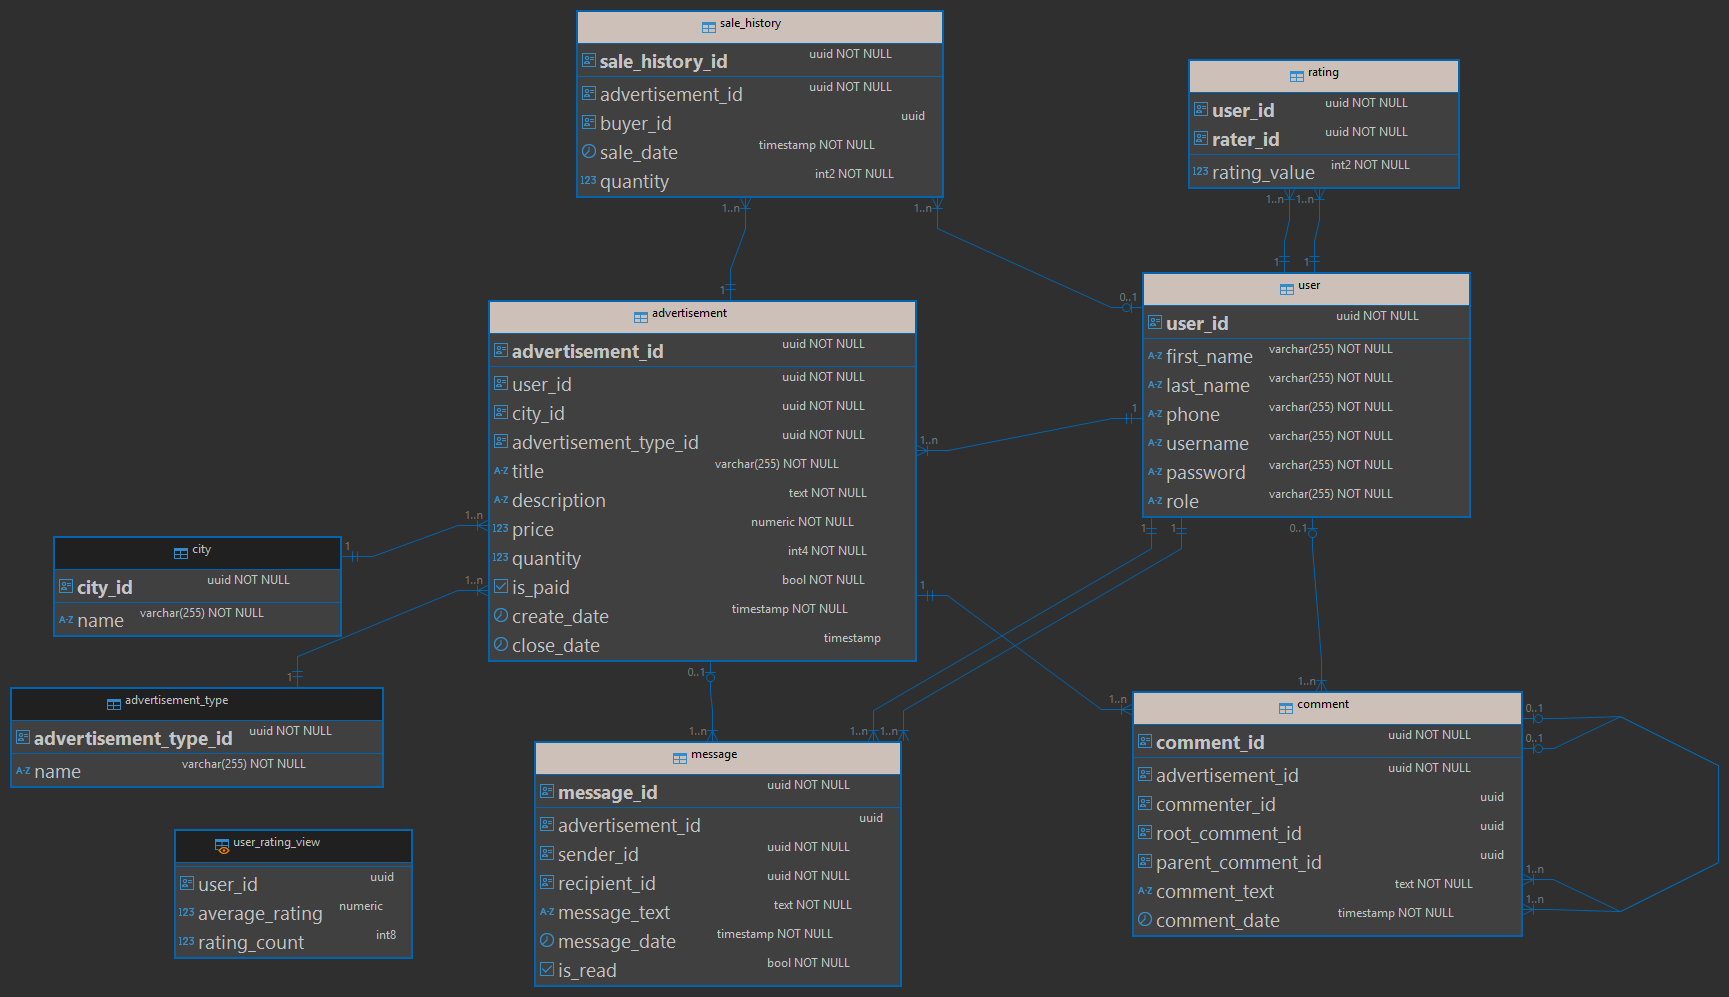 sale_history
sale_history_id uuid NOT NULL
advertisement_id uuid NOT NULL
buyer_id uuid
sale_date timestamp NOT NULL
123 quantity int2 NOT NULL
1..n
1..n
1
0..1
rating
user_id uuid NOT NULL
rater_id uuid NOT NULL
123 rating_value int2 NOT NULL
1..n
1..n
1
1
user
user_id uuid NOT NULL
A-Z first_name varchar(255) NOT NULL
A-Z last_name varchar(255) NOT NULL
A-Z phone varchar(255) NOT NULL
A-Z username varchar(255) NOT NULL
A-Z password varchar(255) NOT NULL
A-Z role varchar(255) NOT NULL
1
1
1
0..1
advertisement
advertisement_id uuid NOT NULL
user_id uuid NOT NULL
city_id uuid NOT NULL
advertisement_type_id uuid NOT NULL
A-Z title varchar(255) NOT NULL
A-Z description text NOT NULL
123 price numeric NOT NULL
123 quantity int4 NOT NULL
is_paid bool NOT NULL
create_date timestamp NOT NULL
close_date timestamp
1..n
1..n
1..n
1
0..1
city
city_id uuid NOT NULL
A-Z name varchar(255) NOT NULL
1
1
advertisement_type
advertisement_type_id uuid NOT NULL
A-Z name varchar(255) NOT NULL
user_rating_view
user_id uuid
123 average_rating numeric
123 rating_count int8
1..n
1..n
1..n
message
message_id uuid NOT NULL
advertisement_id uuid
sender_id uuid NOT NULL
recipient_id uuid NOT NULL
A-Z message_text text NOT NULL
message_date timestamp NOT NULL
is_read bool NOT NULL
1..n
1..n
comment
comment_id uuid NOT NULL
advertisement_id uuid NOT NULL
commenter_id uuid
root_comment_id uuid
parent_comment_id uuid
A-Z comment_text text NOT NULL
comment_date timestamp NOT NULL
0..1
0..1
1..n
1..n